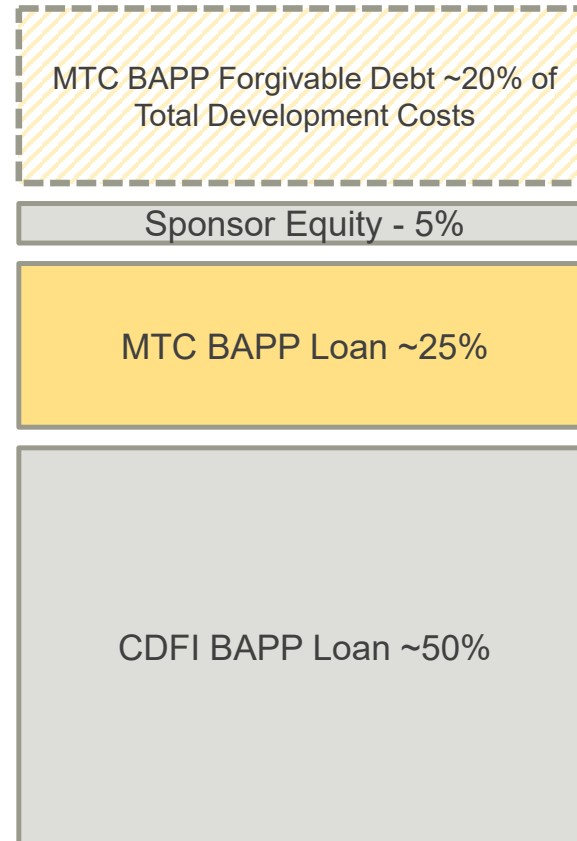 MTC BAPP Forgivable Debt ~20% of
Total Development Costs
Sponsor Equity - 5%
MTC BAPP Loan ~25%
CDFI BAPP Loan ~50%